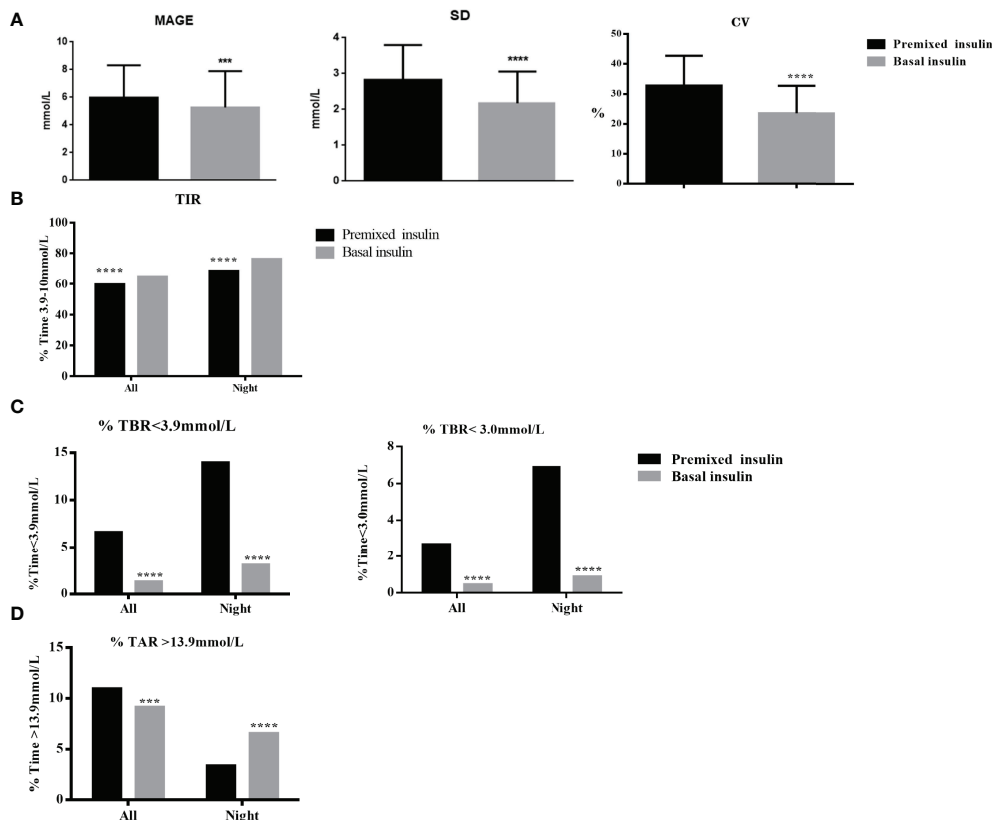 A
MAGE
mmol/L
10
8
6
4
2
0
***
SD
mmol/L
4
3
2
1
0
****
CV
%
50
40
30
20
10
0
****
Premixed insulin
Basal insulin
B
TIR
% Time 3.9-10mmol/L
100
80
60
40
20
0
****
****
All
Night
Premixed insulin
Basal insulin
C
% TBR<3.9mmol/L
%Time<3.9mmol/L
15
10
5
0
****
****
All
Night
% TBR< 3.0mmol/L
%Time<3.0mmol/L
8
6
4
2
0
****
****
All
Night
Premixed insulin
Basal insulin
D
% TAR >13.9mmol/L
% Time >13.9mmol/L
15
10
5
0
***
****
All
Night